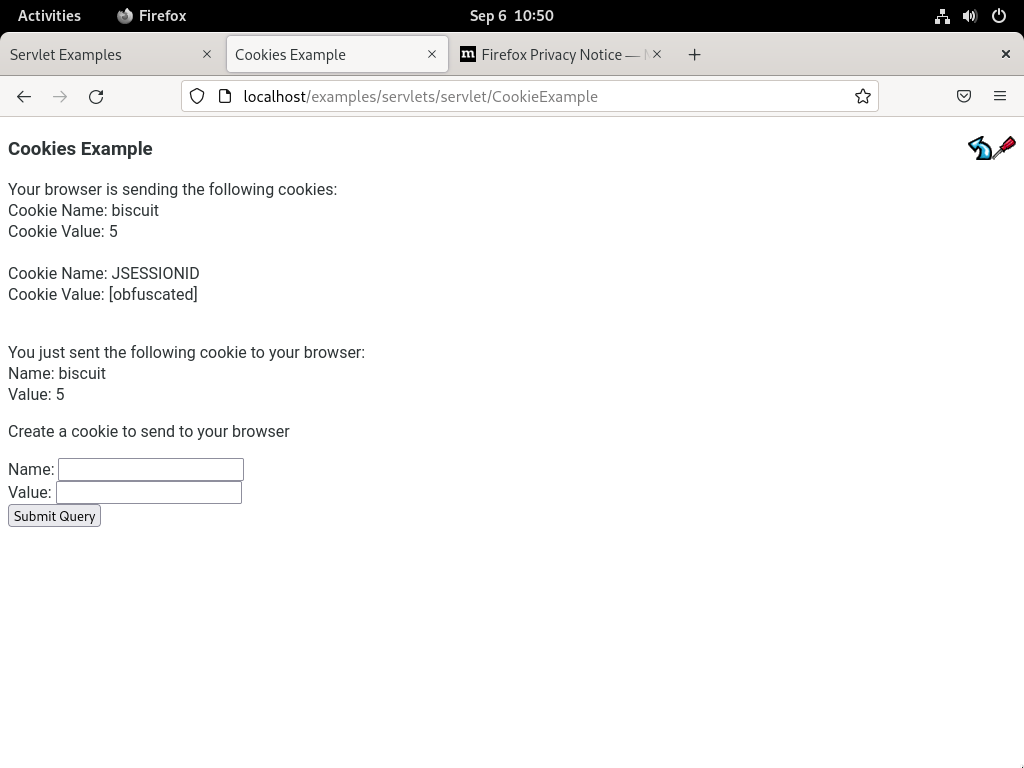 Activities Firefox Sep 6 10:50
Servlet Examples Cookies Example m Firefox Privacy Notice —
localhost/examples/servlets/servlet/CookieExample
Cookies Example
Your browser is sending the following cookies:
Cookie Name: biscuit
Cookie Value: 5
Cookie Name: JSESSIONID
Cookie Value: [obfuscated]
You just sent the following cookie to your browser:
Name: biscuit
Value: 5
Create a cookie to send to your browser
Name:
Value:
Submit Query